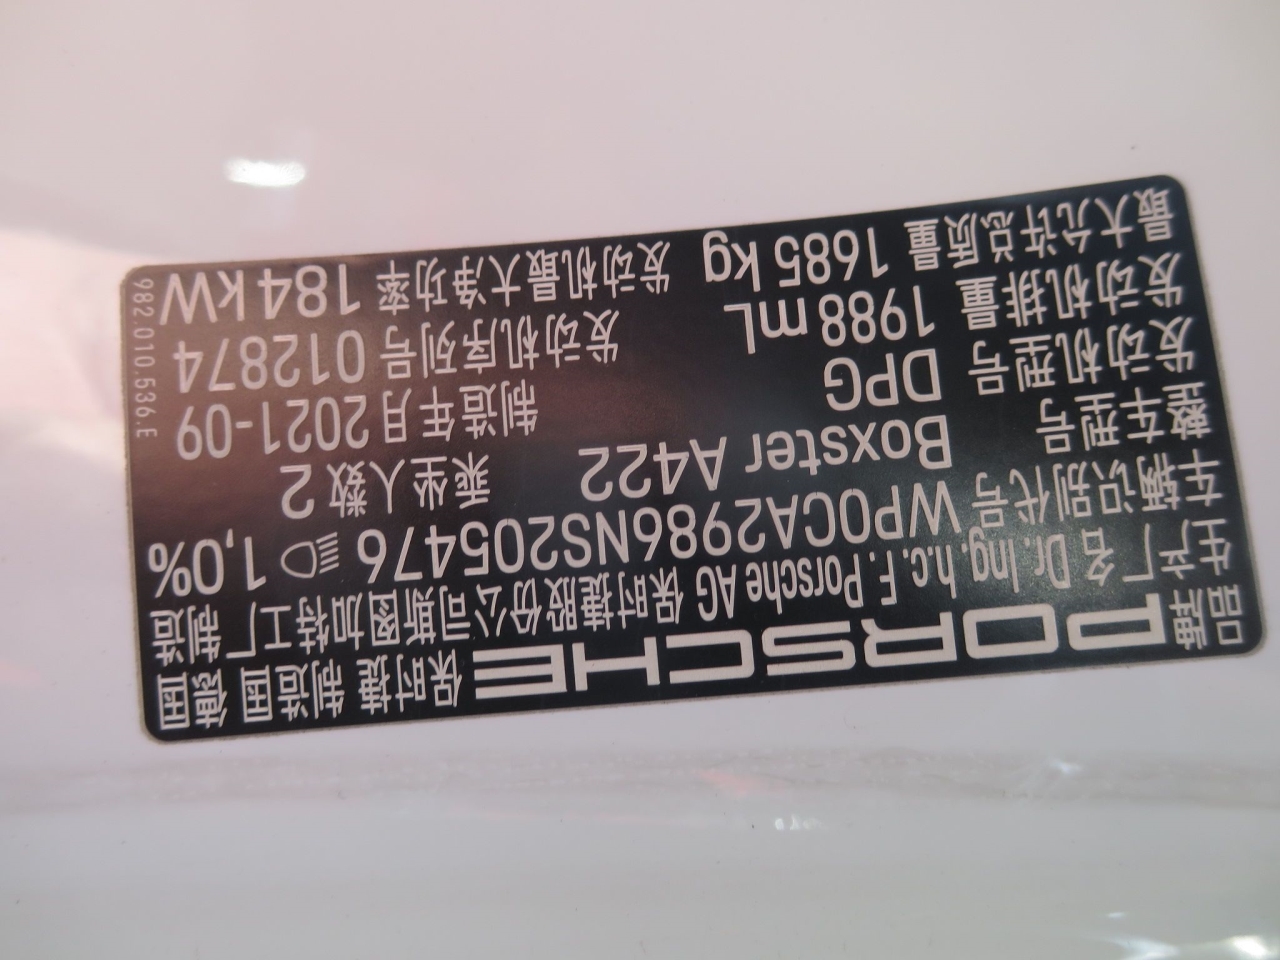 品牌 PORSCHE 保时捷 制造国 德国
生产厂名 Dr.Ing.h.c.F.Porsche AG 保时捷股份公司斯图加特工厂制造
车辆识别代号 WP0CA2986NS205476 1,0%
整车型号 Boxster A422 乘坐人数 2
发动机型号 DPG 制造年月 2021-09
发动机排量 1988 mL 发动机序列号 012874
最大允许总质量 1685 kg 发动机最大净功率 184 kW
982.010.536.E